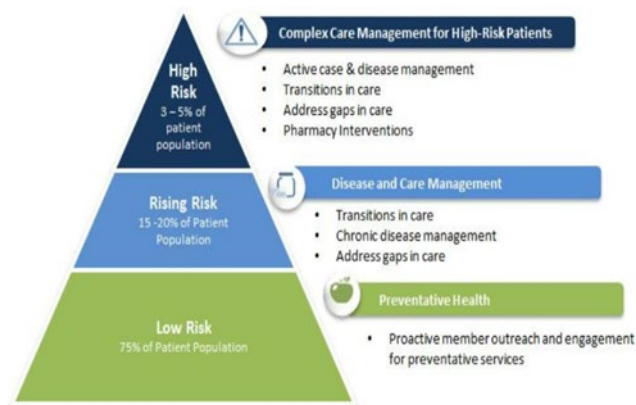 High
Risk
3 – 5% of
patient
population
Complex Care Management for High-Risk Patients
• Active case & disease management
• Transitions in care
• Address gaps in care
• Pharmacy Interventions
Rising Risk
15 -20% of Patient
Population
Disease and Care Management
• Transitions in care
• Chronic disease management
• Address gaps in care
Low Risk
75% of Patient Population
Preventative Health
• Proactive member outreach and engagement
for preventative services